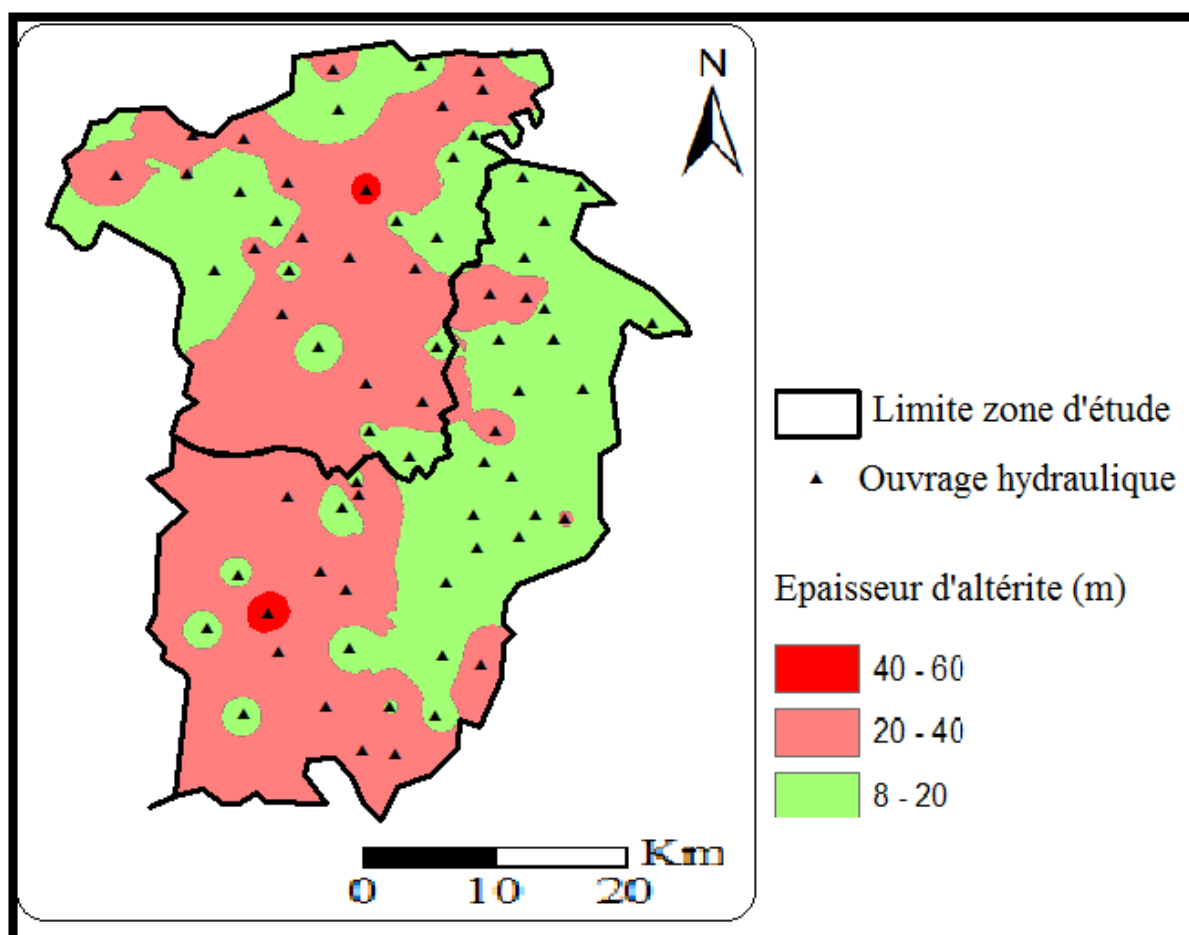 N
Limite zone d'étude
Ouvrage hydraulique
Epaisseur d'altérite (m)
40 - 60
20 - 40
8 - 20
Km
0 10 20